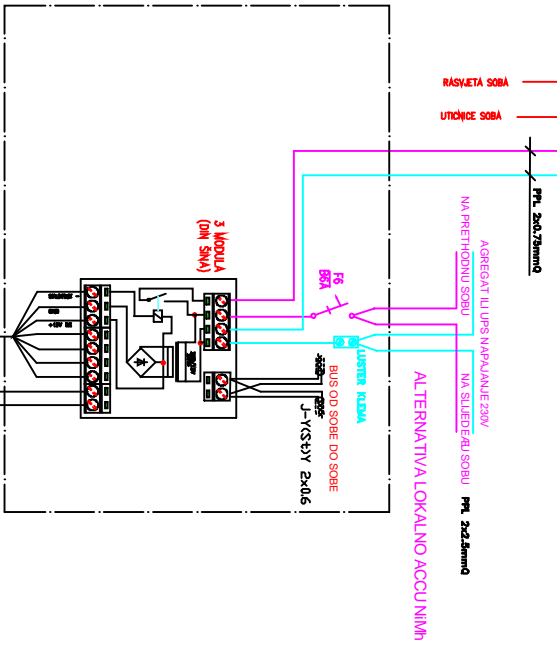 RASVJETA SOBA
UTIČNICE SOBA
PPL 2x0.75mmQ
AGREGAT ILI UPS NAPAJANJE 230V
NA PRETHODNU SOBU
NA SLIJEDEĆU SOBU
PPL 2x2.5mmQ
ALTERNATIVA LOKALNO ACCU NiMh
F6
B6A
LUSTER KLEMA
3 MODULA
(DIN ŠINA)
BUS OD SOBE DO SOBE
J-Y(St)Y 2x0.6